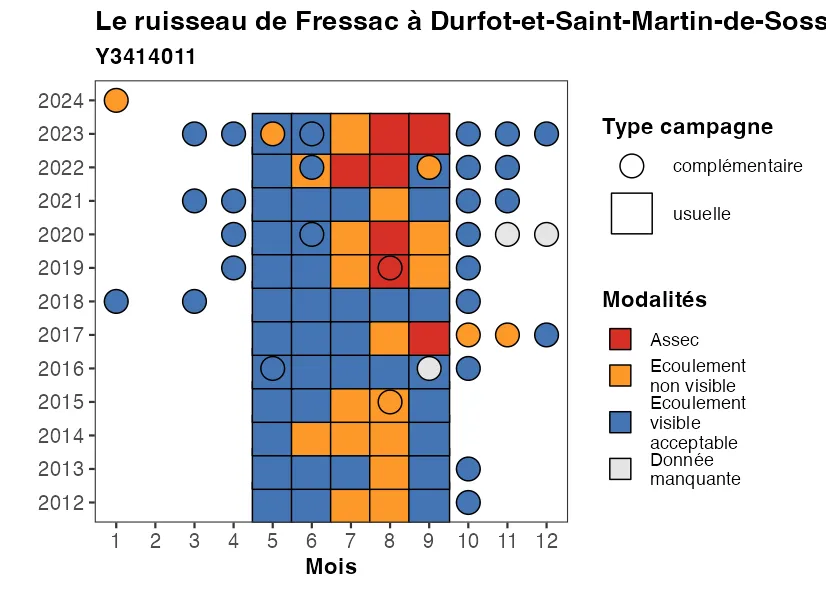 Le ruisseau de Fressac à Durfot-et-Saint-Martin-de-Soss
Y3414011
2024
2023
2022
2021
2020
2019
2018
2017
2016
2015
2014
2013
2012
1 2 3 4 5 6 7 8 9 10 11 12
Mois
Type campagne
complémentaire
usuelle
Modalités
Assec
Ecoulement
non visible
Ecoulement
visible
acceptable
Donnée
manquante